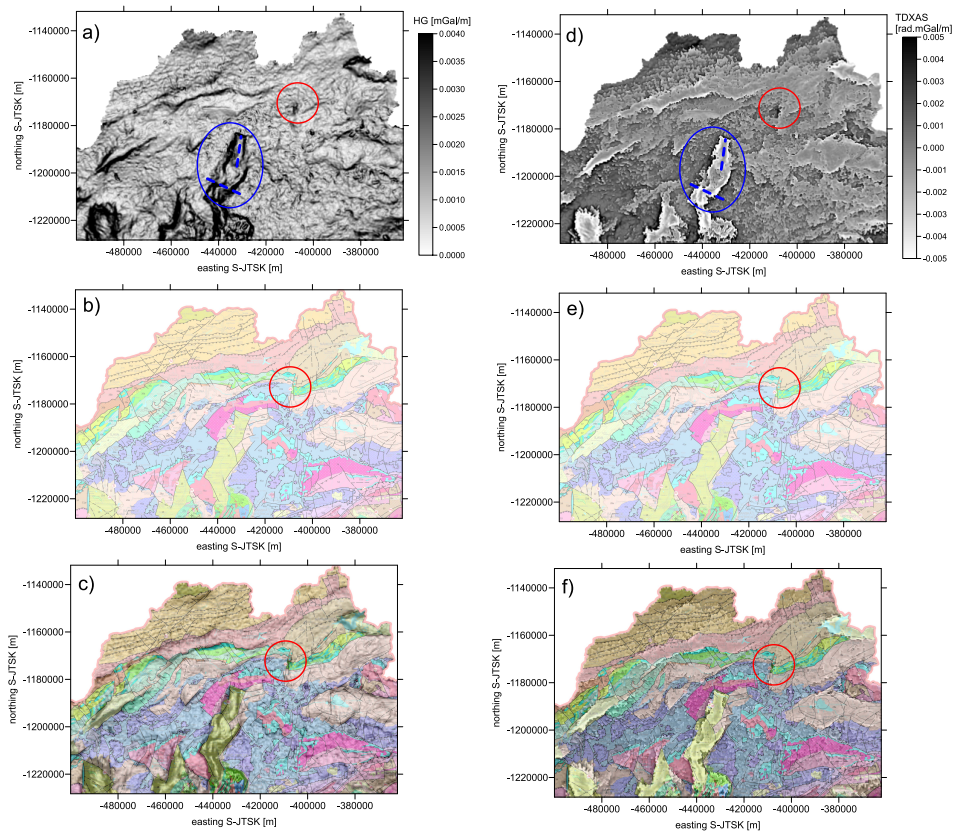 a)
HG [mGal/m]
0.0040
0.0035
0.0030
0.0025
0.0020
0.0015
0.0010
0.0005
0.0000
-1140000
-1160000
-1180000
-1200000
-1220000
northing S-JTSK [m]
-480000 -460000 -440000 -420000 -400000 -380000
easting S-JTSK [m]
d)
TDXAS
[rad.mGal/m]
0.005
0.004
0.003
0.002
0.001
0.000
-0.001
-0.002
-0.003
-0.004
-0.005
-1140000
-1160000
-1180000
-1200000
-1220000
northing S-JTSK [m]
-480000 -460000 -440000 -420000 -400000 -380000
easting S-JTSK [m]
b)
-1140000
-1160000
-1180000
-1200000
-1220000
northing S-JTSK [m]
-480000 -460000 -440000 -420000 -400000 -380000
easting S-JTSK [m]
e)
-1140000
-1160000
-1180000
-1200000
-1220000
northing S-JTSK [m]
-480000 -460000 -440000 -420000 -400000 -380000
easting S-JTSK [m]
c)
-1140000
-1160000
-1180000
-1200000
-1220000
northing S-JTSK [m]
-480000 -460000 -440000 -420000 -400000 -380000
easting S-JTSK [m]
f)
-1140000
-1160000
-1180000
-1200000
-1220000
northing S-JTSK [m]
-480000 -460000 -440000 -420000 -400000 -380000
easting S-JTSK [m]